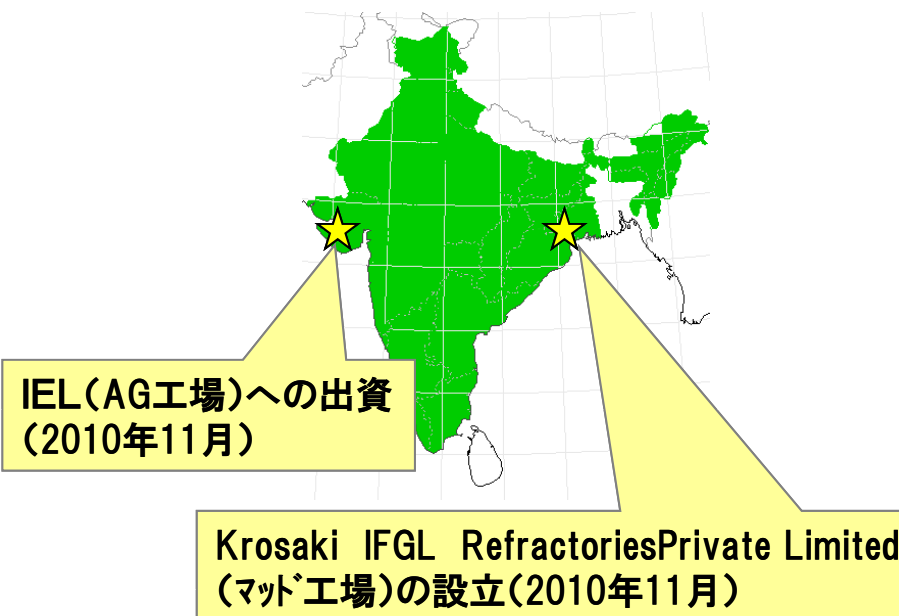 IEL(AG工場)への出資
(2010年11月)
Krosaki IFGL RefractoriesPrivate Limited
(マッド工場)の設立(2010年11月)